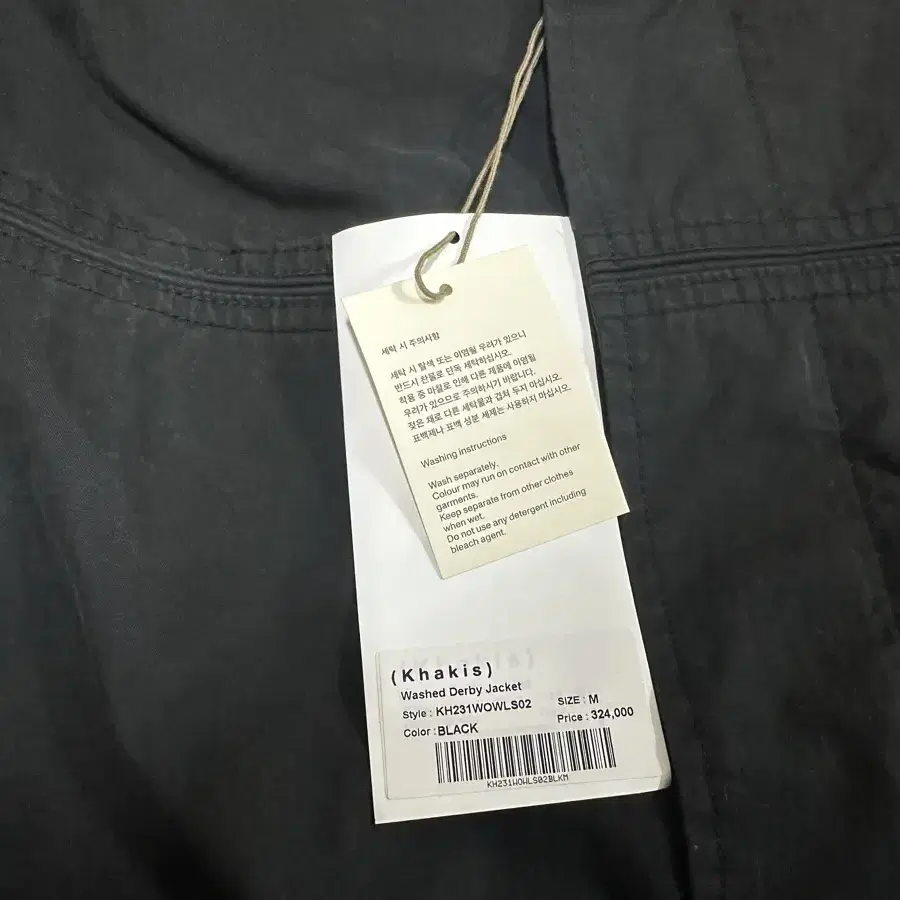 세탁 시 주의사항
세탁 시 탈색 또는 이염될 우려가 있으니
반드시 찬물로 단독 세탁하십시오.
착용 중 마찰로 인해 다른 제품에 이염될
우려가 있으므로 주의하시기 바랍니다.
젖은 채로 다른 세탁물과 겹쳐 두지 마십시오.
표백제나 표백 성분 세제는 사용하지 마십시오.
Washing instructions
Wash separately.
Colour may run on contact with other
garments.
Keep separate from other clothes
when wet.
Do not use any detergent including
bleach agent.
(Khakis)
Washed Derby Jacket
Style : KH231WOWLS02 SIZE : M
Color : BLACK Price : 324,000
KH231WOWLS02BLKM